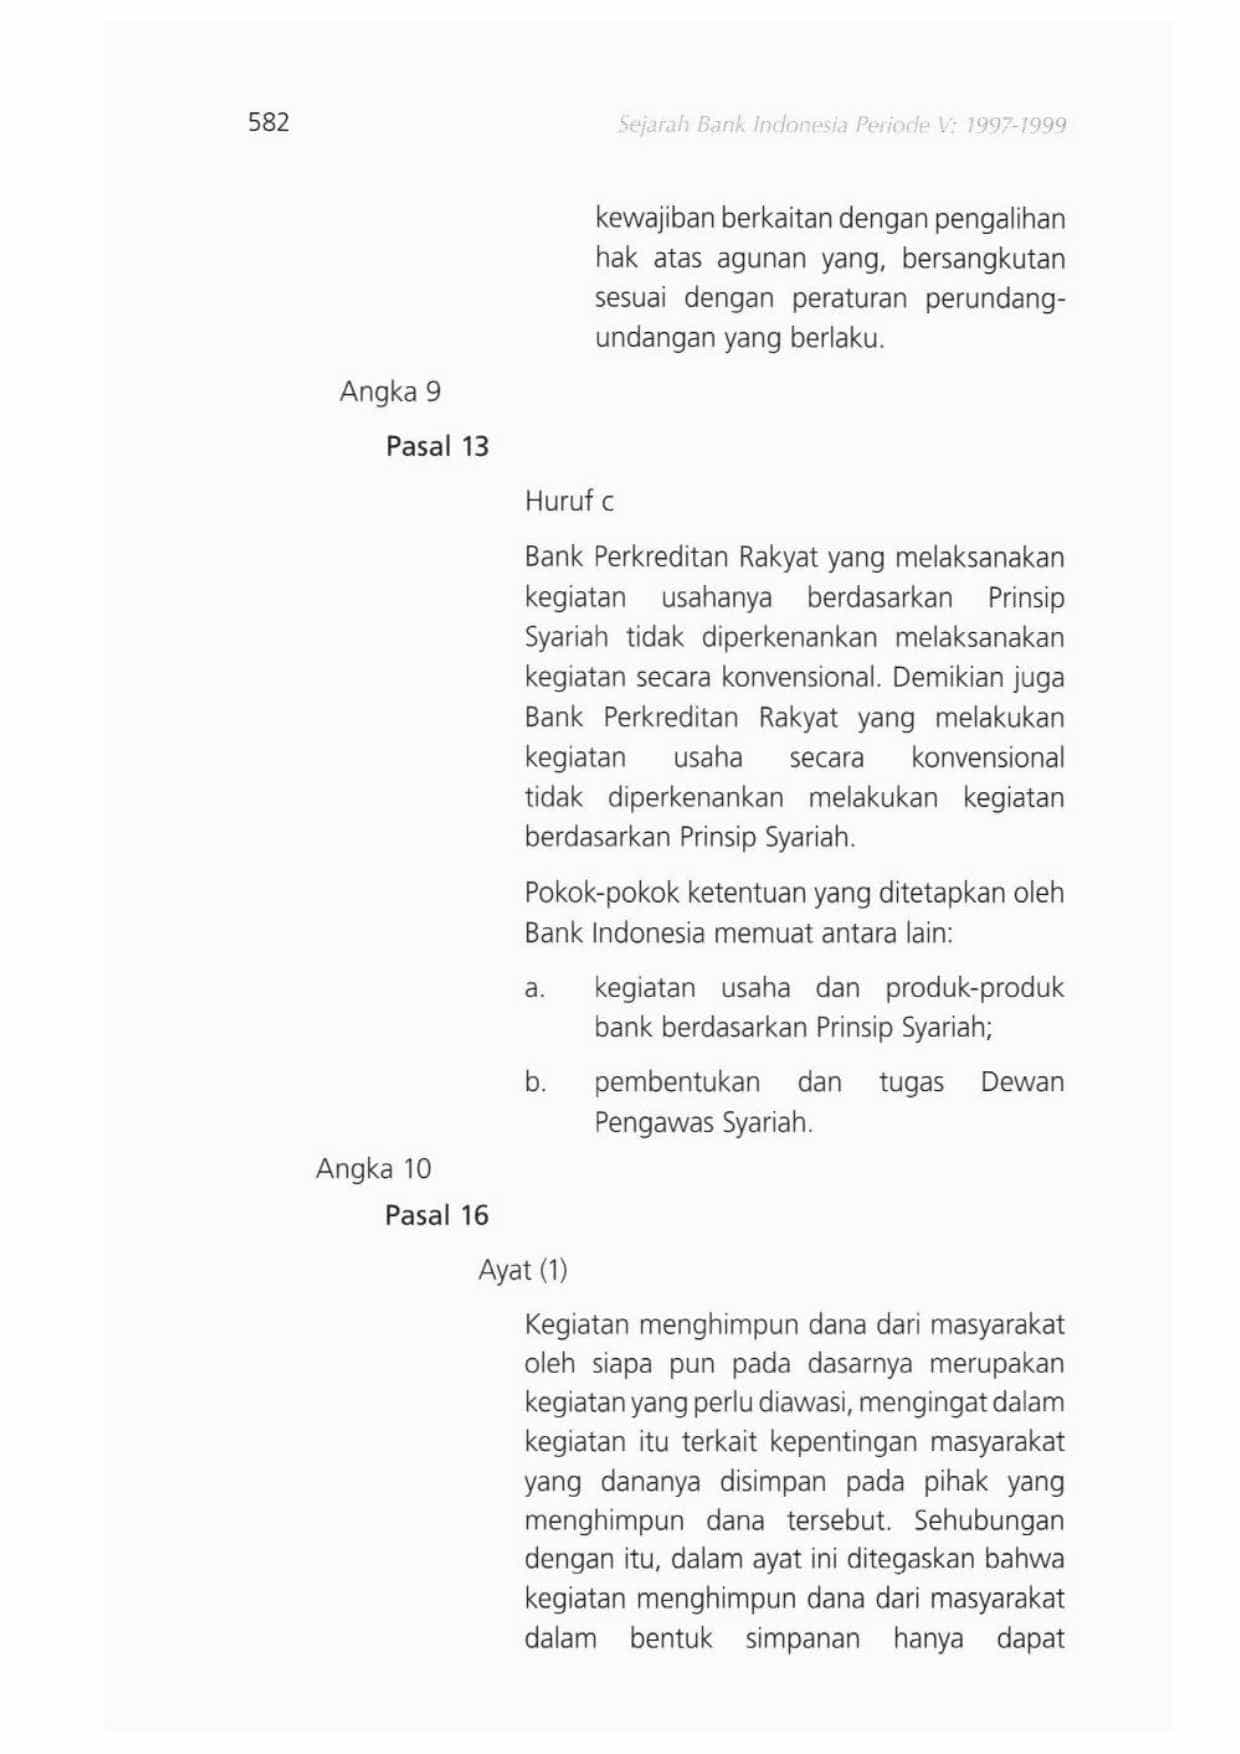 582
Sejarah Bank Indonesia Periode V: 1997-1999
kewajiban berkaitan dengan pengalihan
hak atas agunan yang, bersangkutan
sesuai dengan peraturan perundang-
undangan yang berlaku.
Angka 9
Pasal 13
Huruf c
Bank Perkreditan Rakyat yang melaksanakan
kegiatan usahanya berdasarkan Prinsip
Syariah tidak diperkenankan melaksanakan
kegiatan secara konvensional. Demikian juga
Bank Perkreditan Rakyat yang melakukan
kegiatan usaha secara konvensional
tidak diperkenankan melakukan kegiatan
berdasarkan Prinsip Syariah.
Pokok-pokok ketentuan yang ditetapkan oleh
Bank Indonesia memuat antara lain:
a. kegiatan usaha dan produk-produk
bank berdasarkan Prinsip Syariah;
b. pembentukan dan tugas Dewan
Pengawas Syariah.
Angka 10
Pasal 16
Ayat (1)
Kegiatan menghimpun dana dari masyarakat
oleh siapa pun pada dasarnya merupakan
kegiatan yang perlu diawasi, mengingat dalam
kegiatan itu terkait kepentingan masyarakat
yang dananya disimpan pada pihak yang
menghimpun dana tersebut. Sehubungan
dengan itu, dalam ayat ini ditegaskan bahwa
kegiatan menghimpun dana dari masyarakat
dalam bentuk simpanan hanya dapat